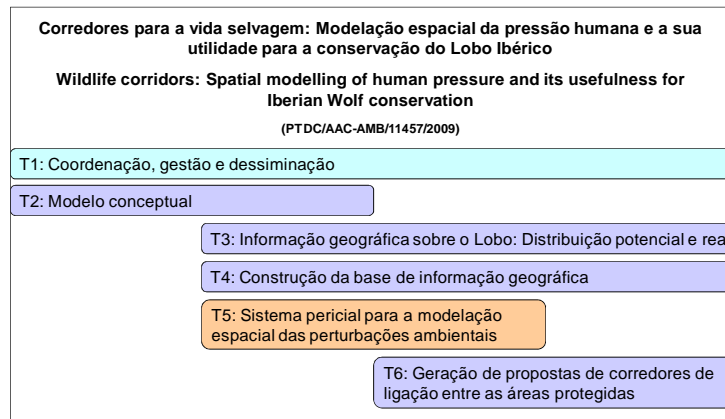 Corredores para a vida selvagem: Modelação espacial da pressão humana e a sua
utilidade para a conservação do Lobo Ibérico
Wildlife corridors: Spatial modelling of human pressure and its usefulness for
Iberian Wolf conservation
(PTDC/AAC-AMB/11457/2009)
T1: Coordenação, gestão e dessiminação
T2: Modelo conceptual
T3: Informação geográfica sobre o Lobo: Distribuição potencial e rea
T4: Construção da base de informação geográfica
T5: Sistema pericial para a modelação
espacial das perturbações ambientais
T6: Geração de propostas de corredores de
ligação entre as áreas protegidas